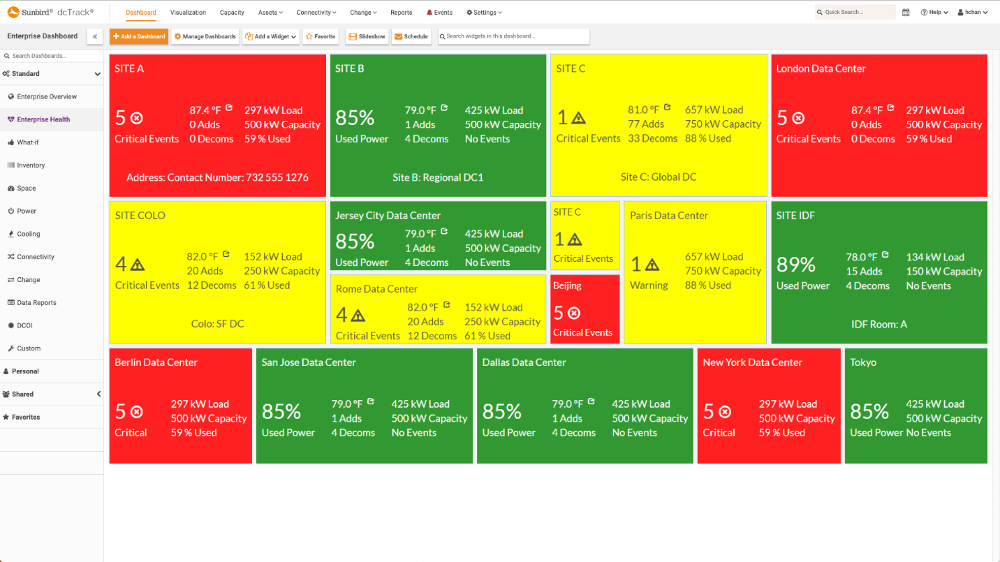 Sunbird® dcTrack®
Dashboard Visualization Capacity Assets Connectivity Change Reports Events Settings
Quick Search... Help hchan
Enterprise Dashboard
«
Add a Dashboard Manage Dashboards Add a Widget Favorite Slideshow Schedule Search widgets in this dashboard...
Search Dashboards...
Standard
Enterprise Overview
Enterprise Health
What-if
Inventory
Space
Power
Cooling
Connectivity
Change
Data Reports
DCOI
Custom
Personal
Shared
Favorites
SITE A
5
Critical Events
87.4 °F
0 Adds
0 Decoms
297 kW Load
500 kW Capacity
59 % Used
Address: Contact Number: 732 555 1276
SITE B
85%
Used Power
79.0 °F
1 Adds
4 Decoms
425 kW Load
500 kW Capacity
No Events
Site B: Regional DC1
SITE C
1
Critical Events
81.0 °F
77 Adds
33 Decoms
657 kW Load
750 kW Capacity
88 % Used
Site C: Global DC
London Data Center
5
Critical Events
87.4 °F
0 Adds
0 Decoms
297 kW Load
500 kW Capacity
59 % Used
SITE COLO
4
Critical Events
82.0 °F
20 Adds
12 Decoms
152 kW Load
250 kW Capacity
61 % Used
Colo: SF DC
Jersey City Data Center
85%
Used Power
79.0 °F
1 Adds
4 Decoms
425 kW Load
500 kW Capacity
No Events
Rome Data Center
4
Critical Events
82.0 °F
20 Adds
12 Decoms
152 kW Load
250 kW Capacity
61 % Used
SITE C
1
Critical Events
Beijing
5
Critical Events
Paris Data Center
1
Warning
657 kW Load
750 kW Capacity
88 % Used
SITE IDF
89%
Used Power
78.0 °F
15 Adds
4 Decoms
134 kW Load
150 kW Capacity
No Events
IDF Room: A
Berlin Data Center
5
Critical
297 kW Load
500 kW Capacity
59 % Used
San Jose Data Center
85%
Used Power
79.0 °F
1 Adds
4 Decoms
425 kW Load
500 kW Capacity
No Events
Dallas Data Center
85%
Used Power
79.0 °F
1 Adds
4 Decoms
425 kW Load
500 kW Capacity
No Events
New York Data Center
5
Critical
297 kW Load
500 kW Capacity
59 % Used
Tokyo
85%
Used Power
425 kW Load
500 kW Capacity
No Events